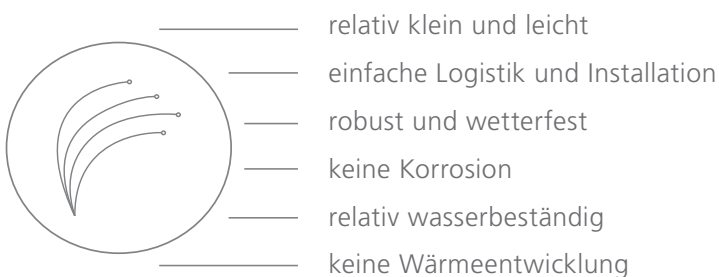 relativ klein und leicht
einfache Logistik und Installation
robust und wetterfest
keine Korrosion
relativ wasserbeständig
keine Wärmeentwicklung